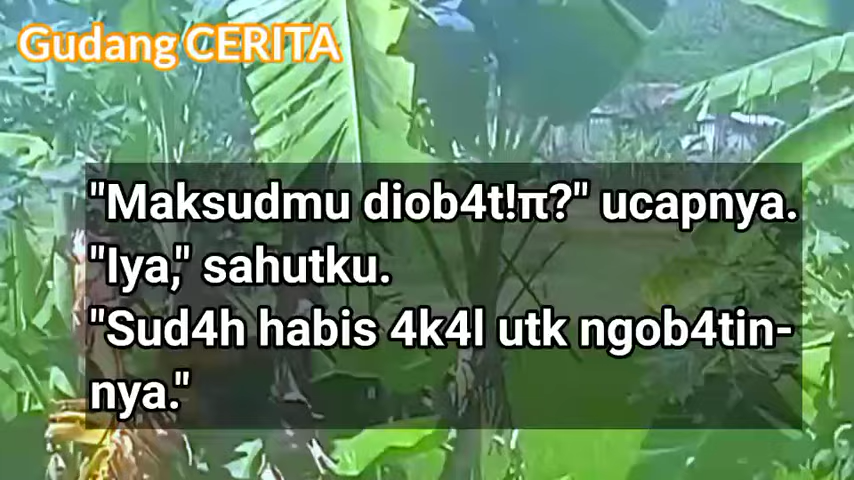 Gudang CERITA
"Maksudmu diob4t!π?" ucapnya.
"Iya," sahutku.
"Sud4h habis 4k4l utk ngob4tin-
nya."